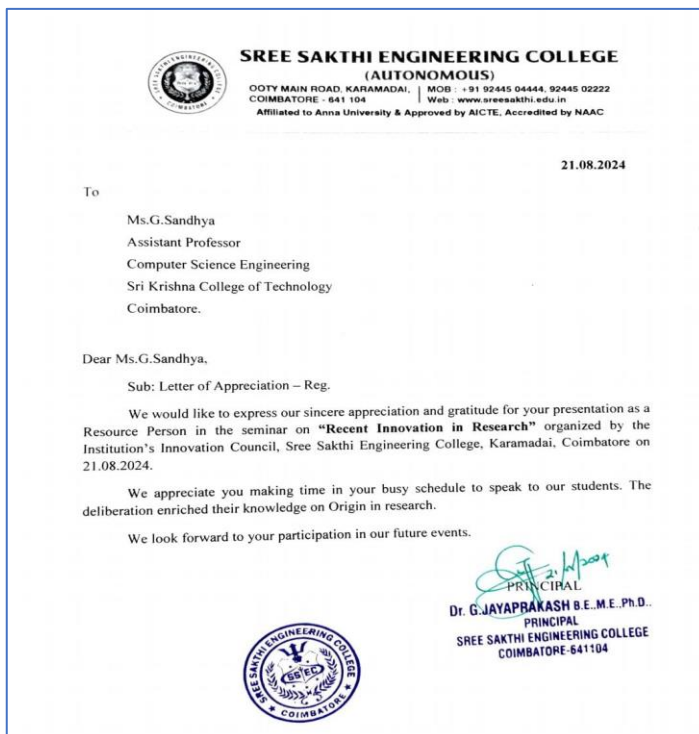 SREE SAKTHI ENGINEERING COLLEGE
(AUTONOMOUS)
OOTY MAIN ROAD, KARAMADAI, | MOB : +91 92445 04444, 92445 02222
COIMBATORE - 641 104 | Web : www.sreesakthi.edu.in
Affiliated to Anna University & Approved by AICTE, Accredited by NAAC
21.08.2024
To
Ms.G.Sandhya
Assistant Professor
Computer Science Engineering
Sri Krishna College of Technology
Coimbatore.
Dear Ms.G.Sandhya,
Sub: Letter of Appreciation – Reg.
We would like to express our sincere appreciation and gratitude for your presentation as a
Resource Person in the seminar on “Recent Innovation in Research” organized by the
Institution’s Innovation Council, Sree Sakthi Engineering College, Karamadai, Coimbatore on
21.08.2024.
We appreciate you making time in your busy schedule to speak to our students. The
deliberation enriched their knowledge on Origin in research.
We look forward to your participation in our future events.
PRINCIPAL
Dr. G.JAYAPRAKASH B.E.,M.E.,Ph.D..
PRINCIPAL
SREE SAKTHI ENGINEERING COLLEGE
COIMBATORE-641104
SREE SAKTHI ENGINEERING COLLEGE
SSEC
COIMBATORE